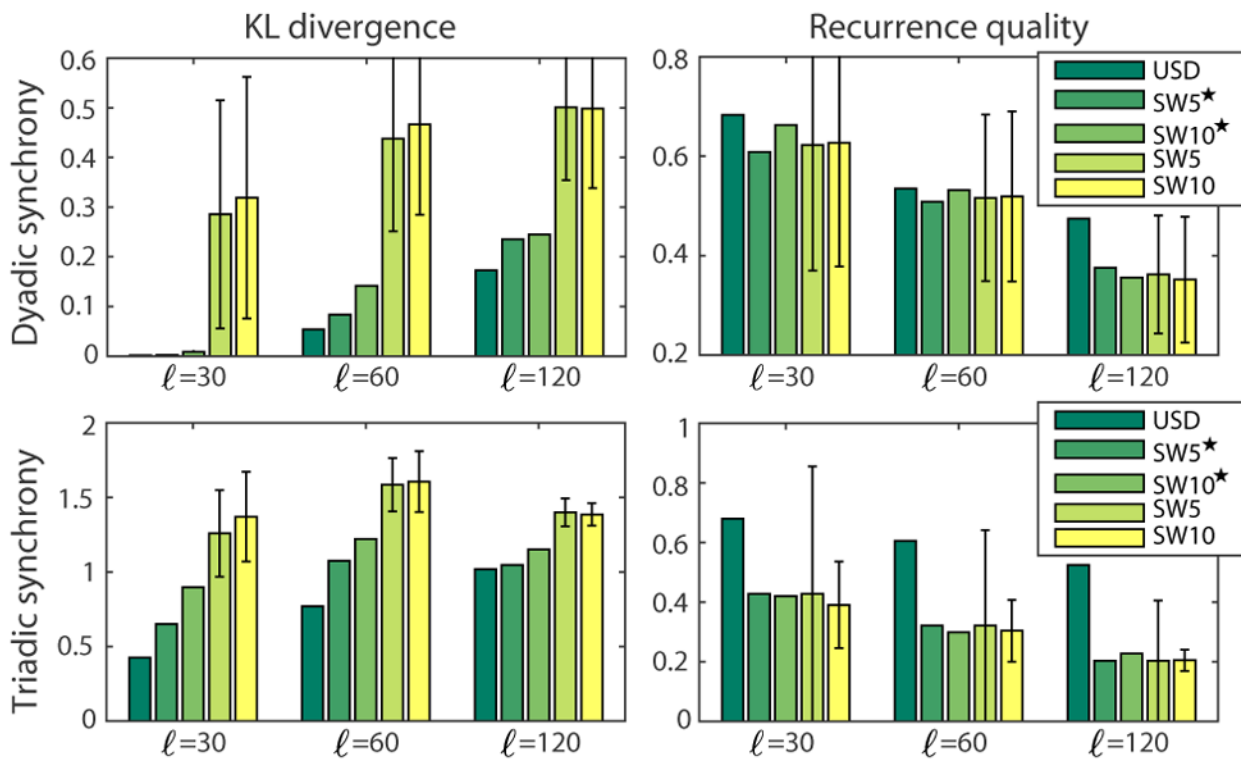 KL divergence
Recurrence quality
Dyadic synchrony
0.6
0.5
0.4
0.3
0.2
0.1
0
ℓ=30
ℓ=60
ℓ=120
0.8
0.6
0.4
0.2
ℓ=30
ℓ=60
ℓ=120
USD
SW5★
SW10★
SW5
SW10
Triadic synchrony
2
1.5
1
0.5
0
ℓ=30
ℓ=60
ℓ=120
1
0.8
0.6
0.4
0.2
0
ℓ=30
ℓ=60
ℓ=120
USD
SW5★
SW10★
SW5
SW10